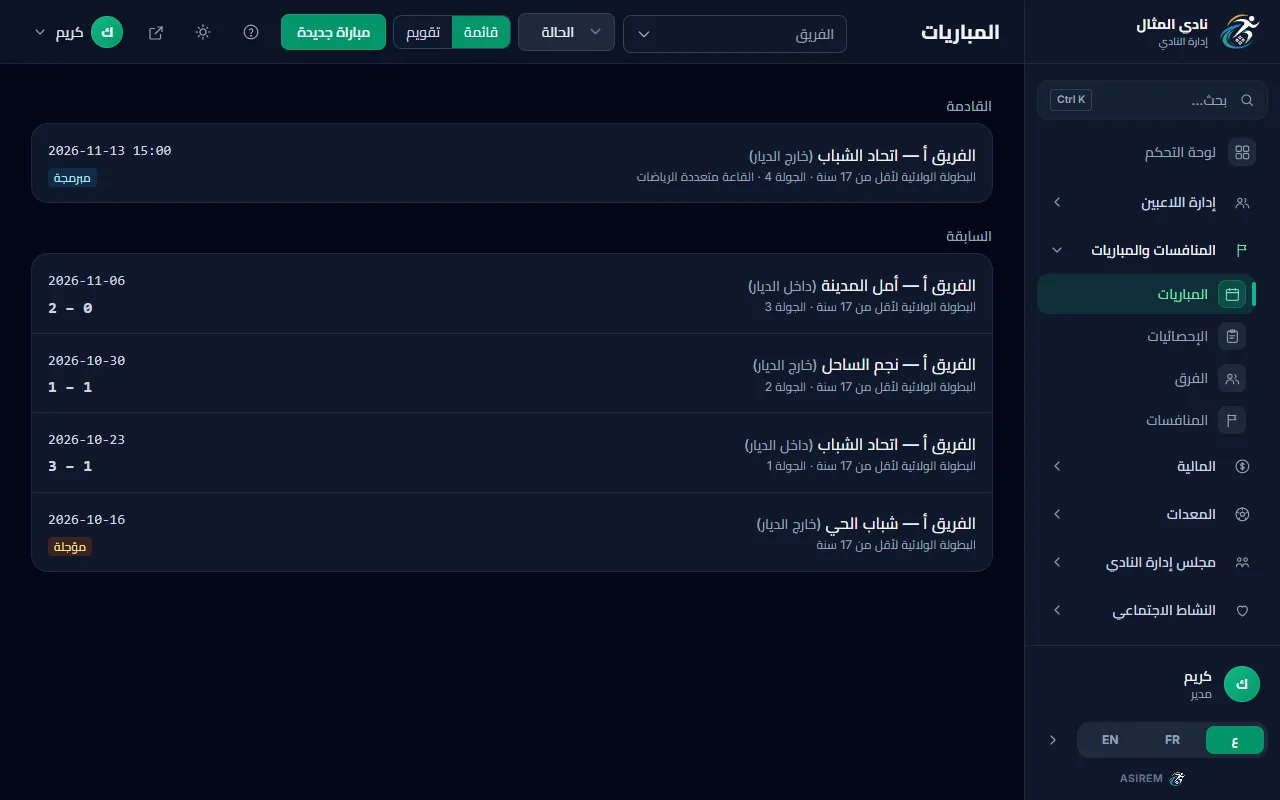 نادي المثال
إدارة النادي
بحث...
Ctrl K
لوحة التحكم
إدارة اللاعبين
المنافسات والمباريات
المباريات
الإحصائيات
الفرق
المنافسات
المالية
المعدات
مجلس إدارة النادي
النشاط الاجتماعي
ك
كريم
مدير
ع
FR
EN
ASIREM
المباريات
الفريق
الحالة
قائمة
تقويم
مباراة جديدة
ك
كريم
القادمة
الفريق أ — اتحاد الشباب (خارج الديار)
البطولة الولائية لأقل من 17 سنة · الجولة 4 · القاعة متعددة الرياضات
2026-11-13 15:00
مبرمجة
السابقة
الفريق أ — أمل المدينة (داخل الديار)
البطولة الولائية لأقل من 17 سنة · الجولة 3
2026-11-06
2 – 0
الفريق أ — نجم الساحل (خارج الديار)
البطولة الولائية لأقل من 17 سنة · الجولة 2
2026-10-30
1 – 1
الفريق أ — اتحاد الشباب (داخل الديار)
البطولة الولائية لأقل من 17 سنة · الجولة 1
2026-10-23
3 – 1
الفريق أ — شباب الحي (خارج الديار)
البطولة الولائية لأقل من 17 سنة
2026-10-16
مؤجلة